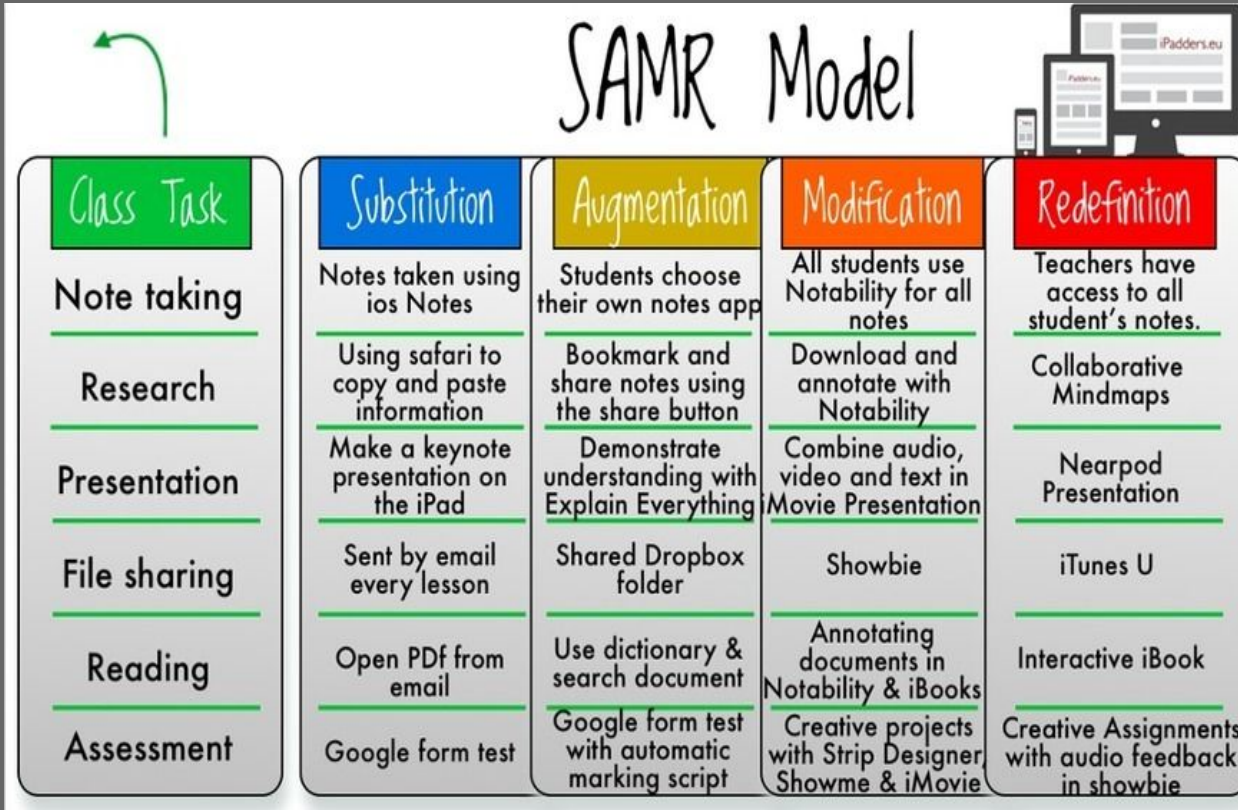 SAMR Model
iPadders.eu
iPadders.eu
Class Task
Substitution
Augmentation
Modification
Redefinition
Note taking
Notes taken using
ios Notes
Students choose
their own notes app
All students use
Notability for all
notes
Teachers have
access to all
student's notes.
Research
Using safari to
copy and paste
information
Bookmark and
share notes using
the share button
Download and
annotate with
Notability
Collaborative
Mindmaps
Presentation
Make a keynote
presentation on
the iPad
Demonstrate
understanding with
Explain Everything
Combine audio,
video and text in
iMovie Presentation
Nearpod
Presentation
File sharing
Sent by email
every lesson
Shared Dropbox
folder
Showbie
iTunes U
Reading
Open PDf from
email
Use dictionary &
search document
Annotating
documents in
Notability & iBooks
Interactive iBook
Assessment
Google form test
Google form test
with automatic
marking script
Creative projects
with Strip Designer,
Showme & iMovie
Creative Assignments
with audio feedback
in showbie